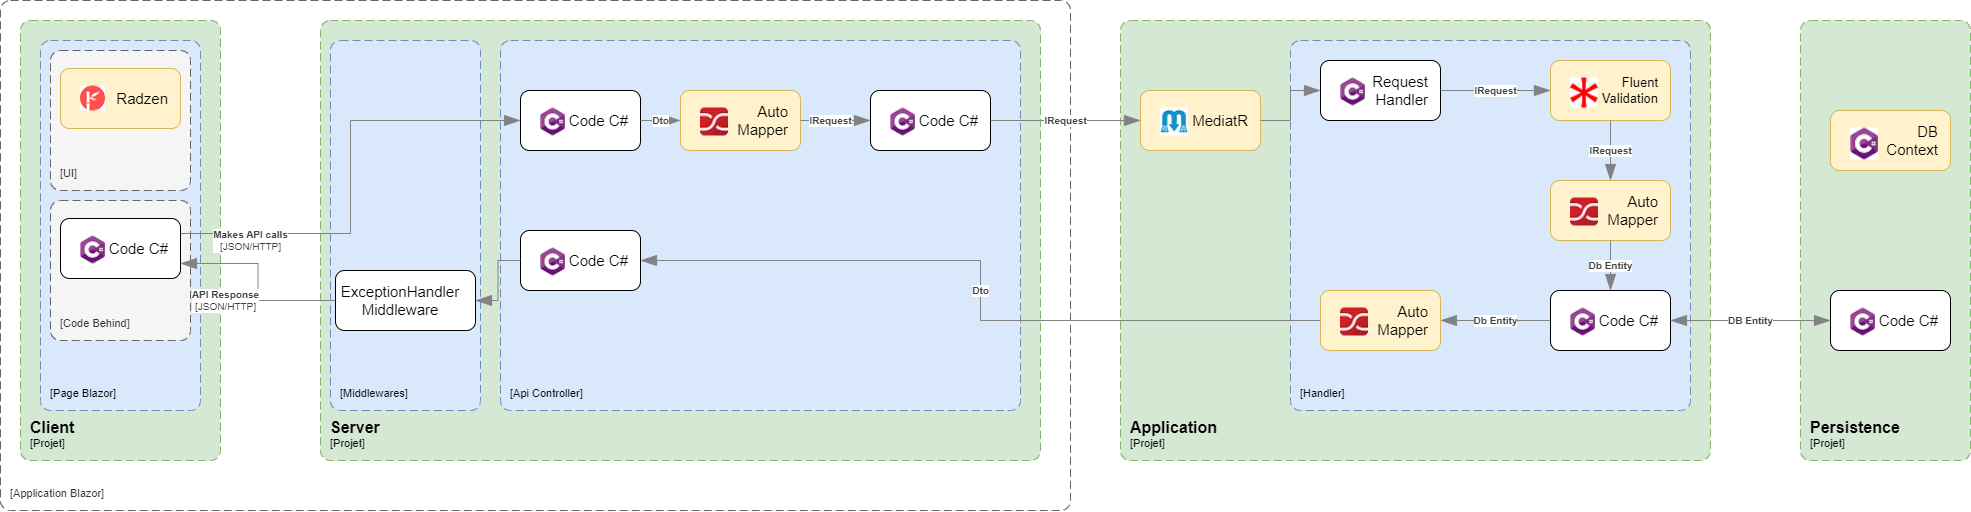 Radzen
[UI]
Code C#
[Code Behind]
[Page Blazor]
Client
[Projet]
Makes API calls
[JSON/HTTP]
API Response
[JSON/HTTP]
ExceptionHandler
Middleware
[Middlewares]
Code C#
Dto
Auto
Mapper
IRequest
Code C#
Code C#
Dto
[Api Controller]
Server
[Projet]
[Application Blazor]
IRequest
MediatR
Request
Handler
IRequest
Fluent
Validation
IRequest
Auto
Mapper
Db Entity
Auto
Mapper
Db Entity
Code C#
[Handler]
Application
[Projet]
DB Entity
DB
Context
Code C#
Persistence
[Projet]